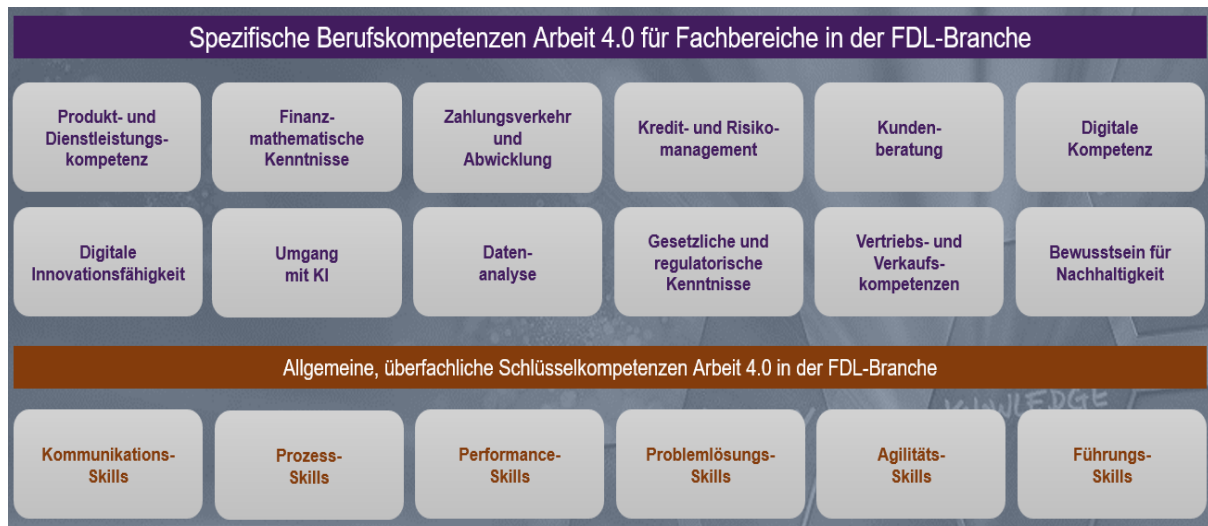 Spezifische Berufskompetenzen Arbeit 4.0 für Fachbereiche in der FDL-Branche
Produkt- und
Dienstleistungs-
kompetenz
Finanz-
mathematische
Kenntnisse
Zahlungsverkehr
und
Abwicklung
Kredit- und Risiko-
management
Kunden-
beratung
Digitale
Kompetenz
Digitale
Innovationsfähigkeit
Umgang
mit KI
Daten-
analyse
Gesetzliche und
regulatorische
Kenntnisse
Vertriebs- und
Verkaufs-
kompetenzen
Bewusstsein für
Nachhaltigkeit
Allgemeine, überfachliche Schlüsselkompetenzen Arbeit 4.0 in der FDL-Branche
KNOWLEDGE
Kommunikations-
Skills
Prozess-
Skills
Performance-
Skills
Problemlösungs-
Skills
Agilitäts-
Skills
Führungs-
Skills